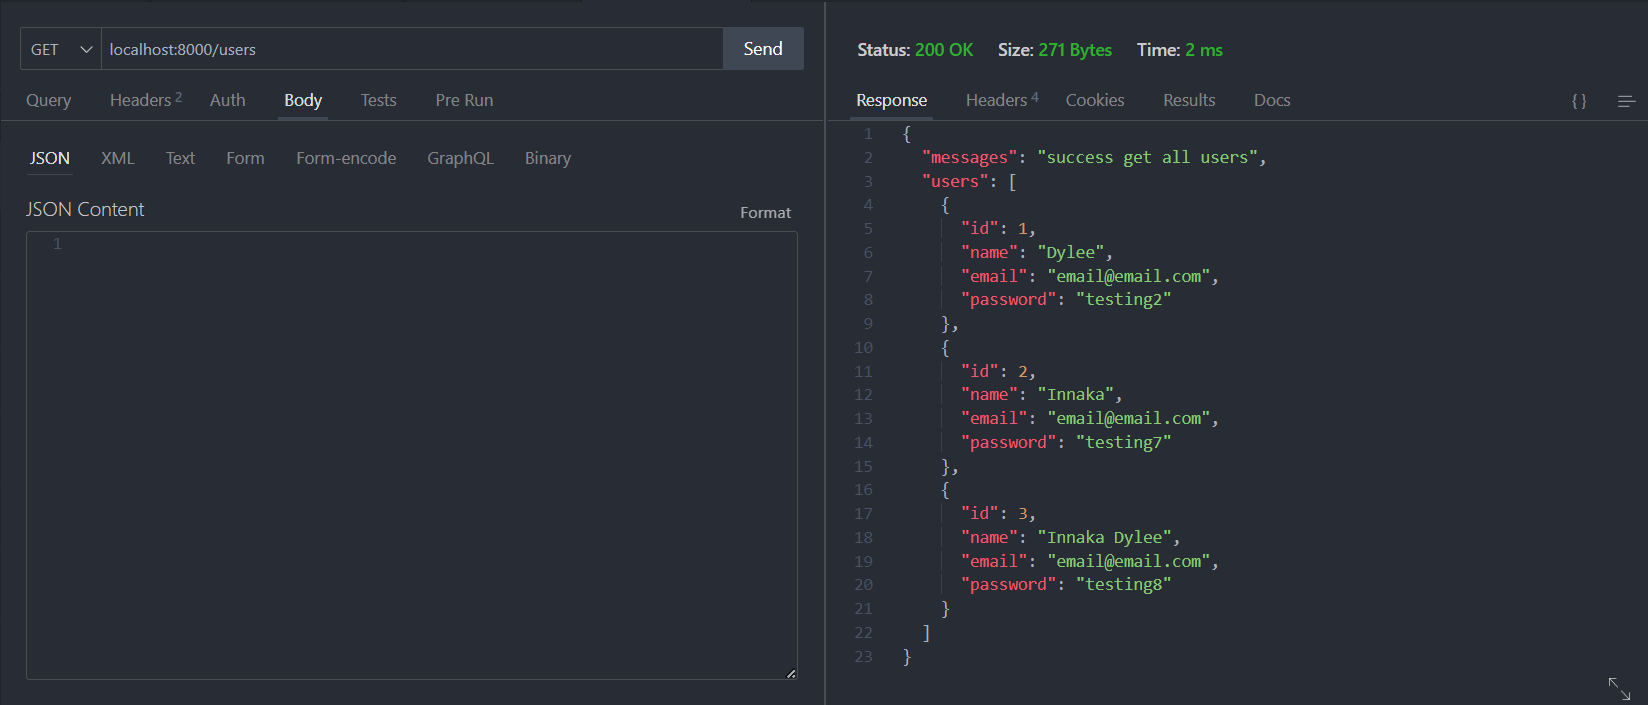 GET localhost:8000/users Send
Query Headers 2 Auth Body Tests Pre Run
JSON XML Text Form Form-encode GraphQL Binary
JSON Content Format
1
Status: 200 OK Size: 271 Bytes Time: 2 ms
Response Headers 4 Cookies Results Docs {}
1 {
2 "messages": "success get all users",
3 "users": [
4 {
5 "id": 1,
6 "name": "Dylee",
7 "email": "email@email.com",
8 "password": "testing2"
9 },
10 {
11 "id": 2,
12 "name": "Innaka",
13 "email": "email@email.com",
14 "password": "testing7"
15 },
16 {
17 "id": 3,
18 "name": "Innaka Dylee",
19 "email": "email@email.com",
20 "password": "testing8"
21 }
22 ]
23 }